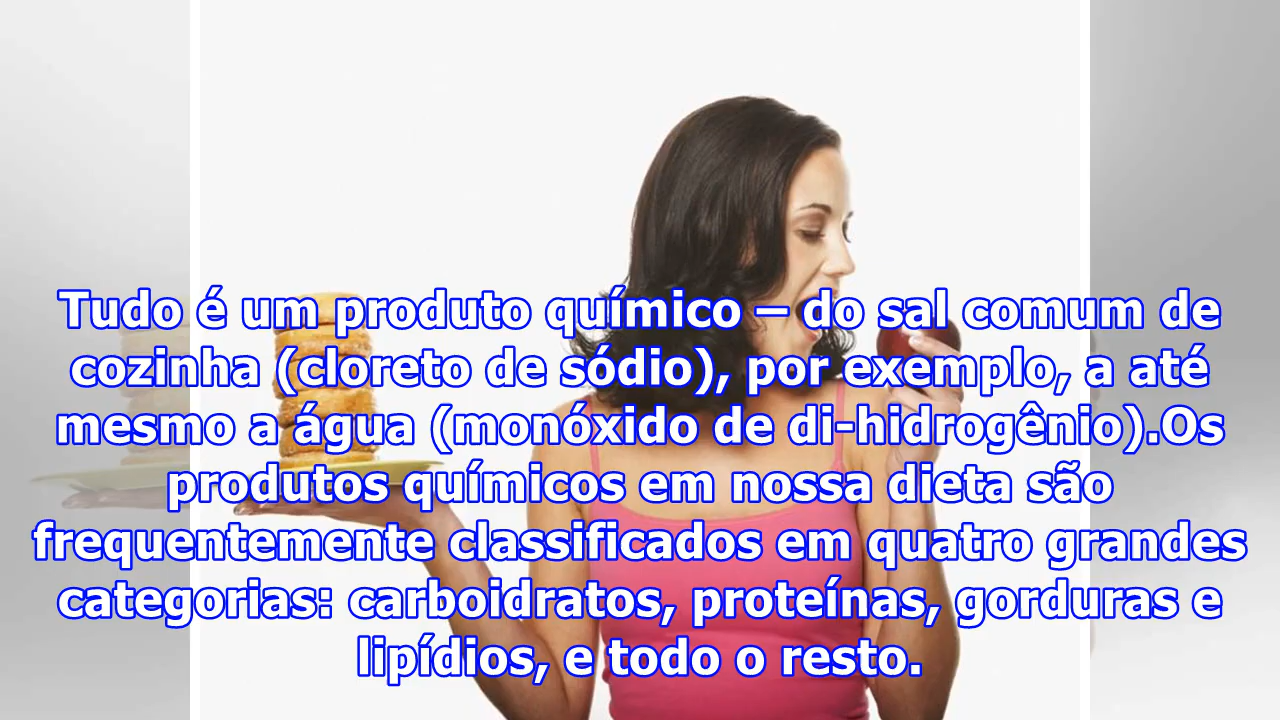 Tudo é um produto químico – do sal comum de
cozinha (cloreto de sódio), por exemplo, a até
mesmo a água (monóxido de di-hidrogênio).Os
produtos químicos em nossa dieta são
frequentemente classificados em quatro grandes
categorias: carboidratos, proteínas, gorduras e
lipídios, e todo o resto.